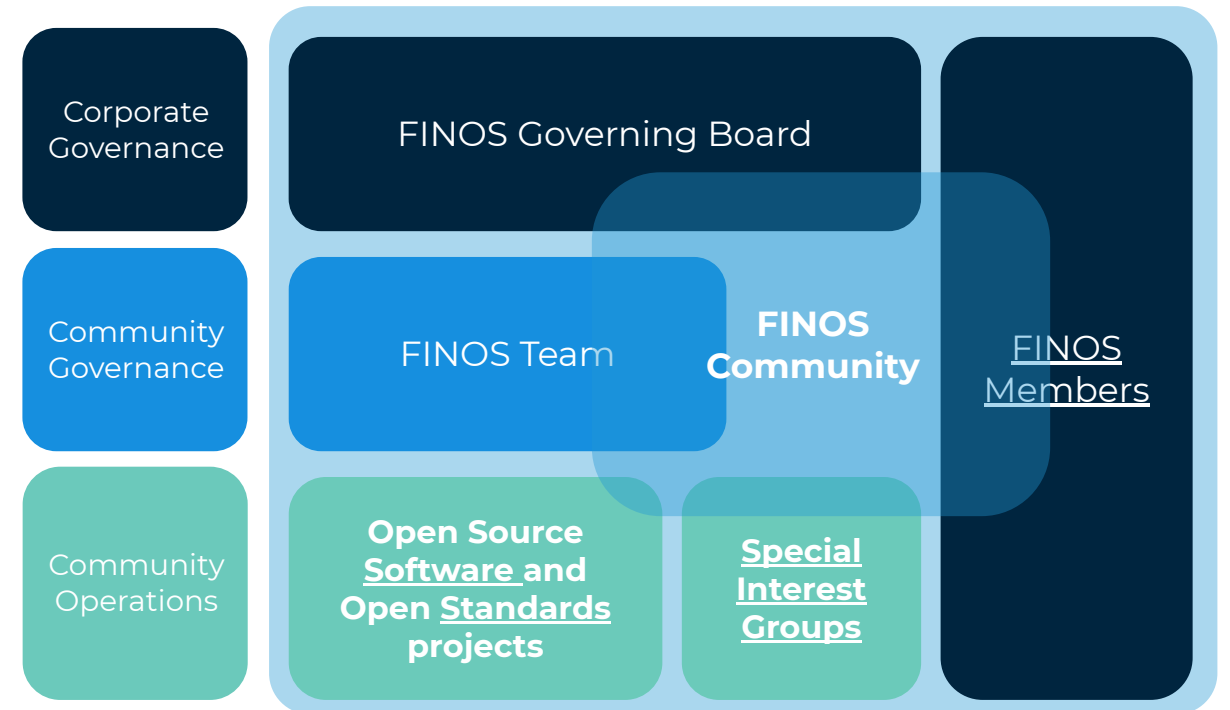 Corporate
Governance
FINOS Governing Board
Community
Governance
FINOS Team
FINOS
Community
FINOS
Members
Community
Operations
Open Source
Software and
Open Standards
projects
Special
Interest
Groups